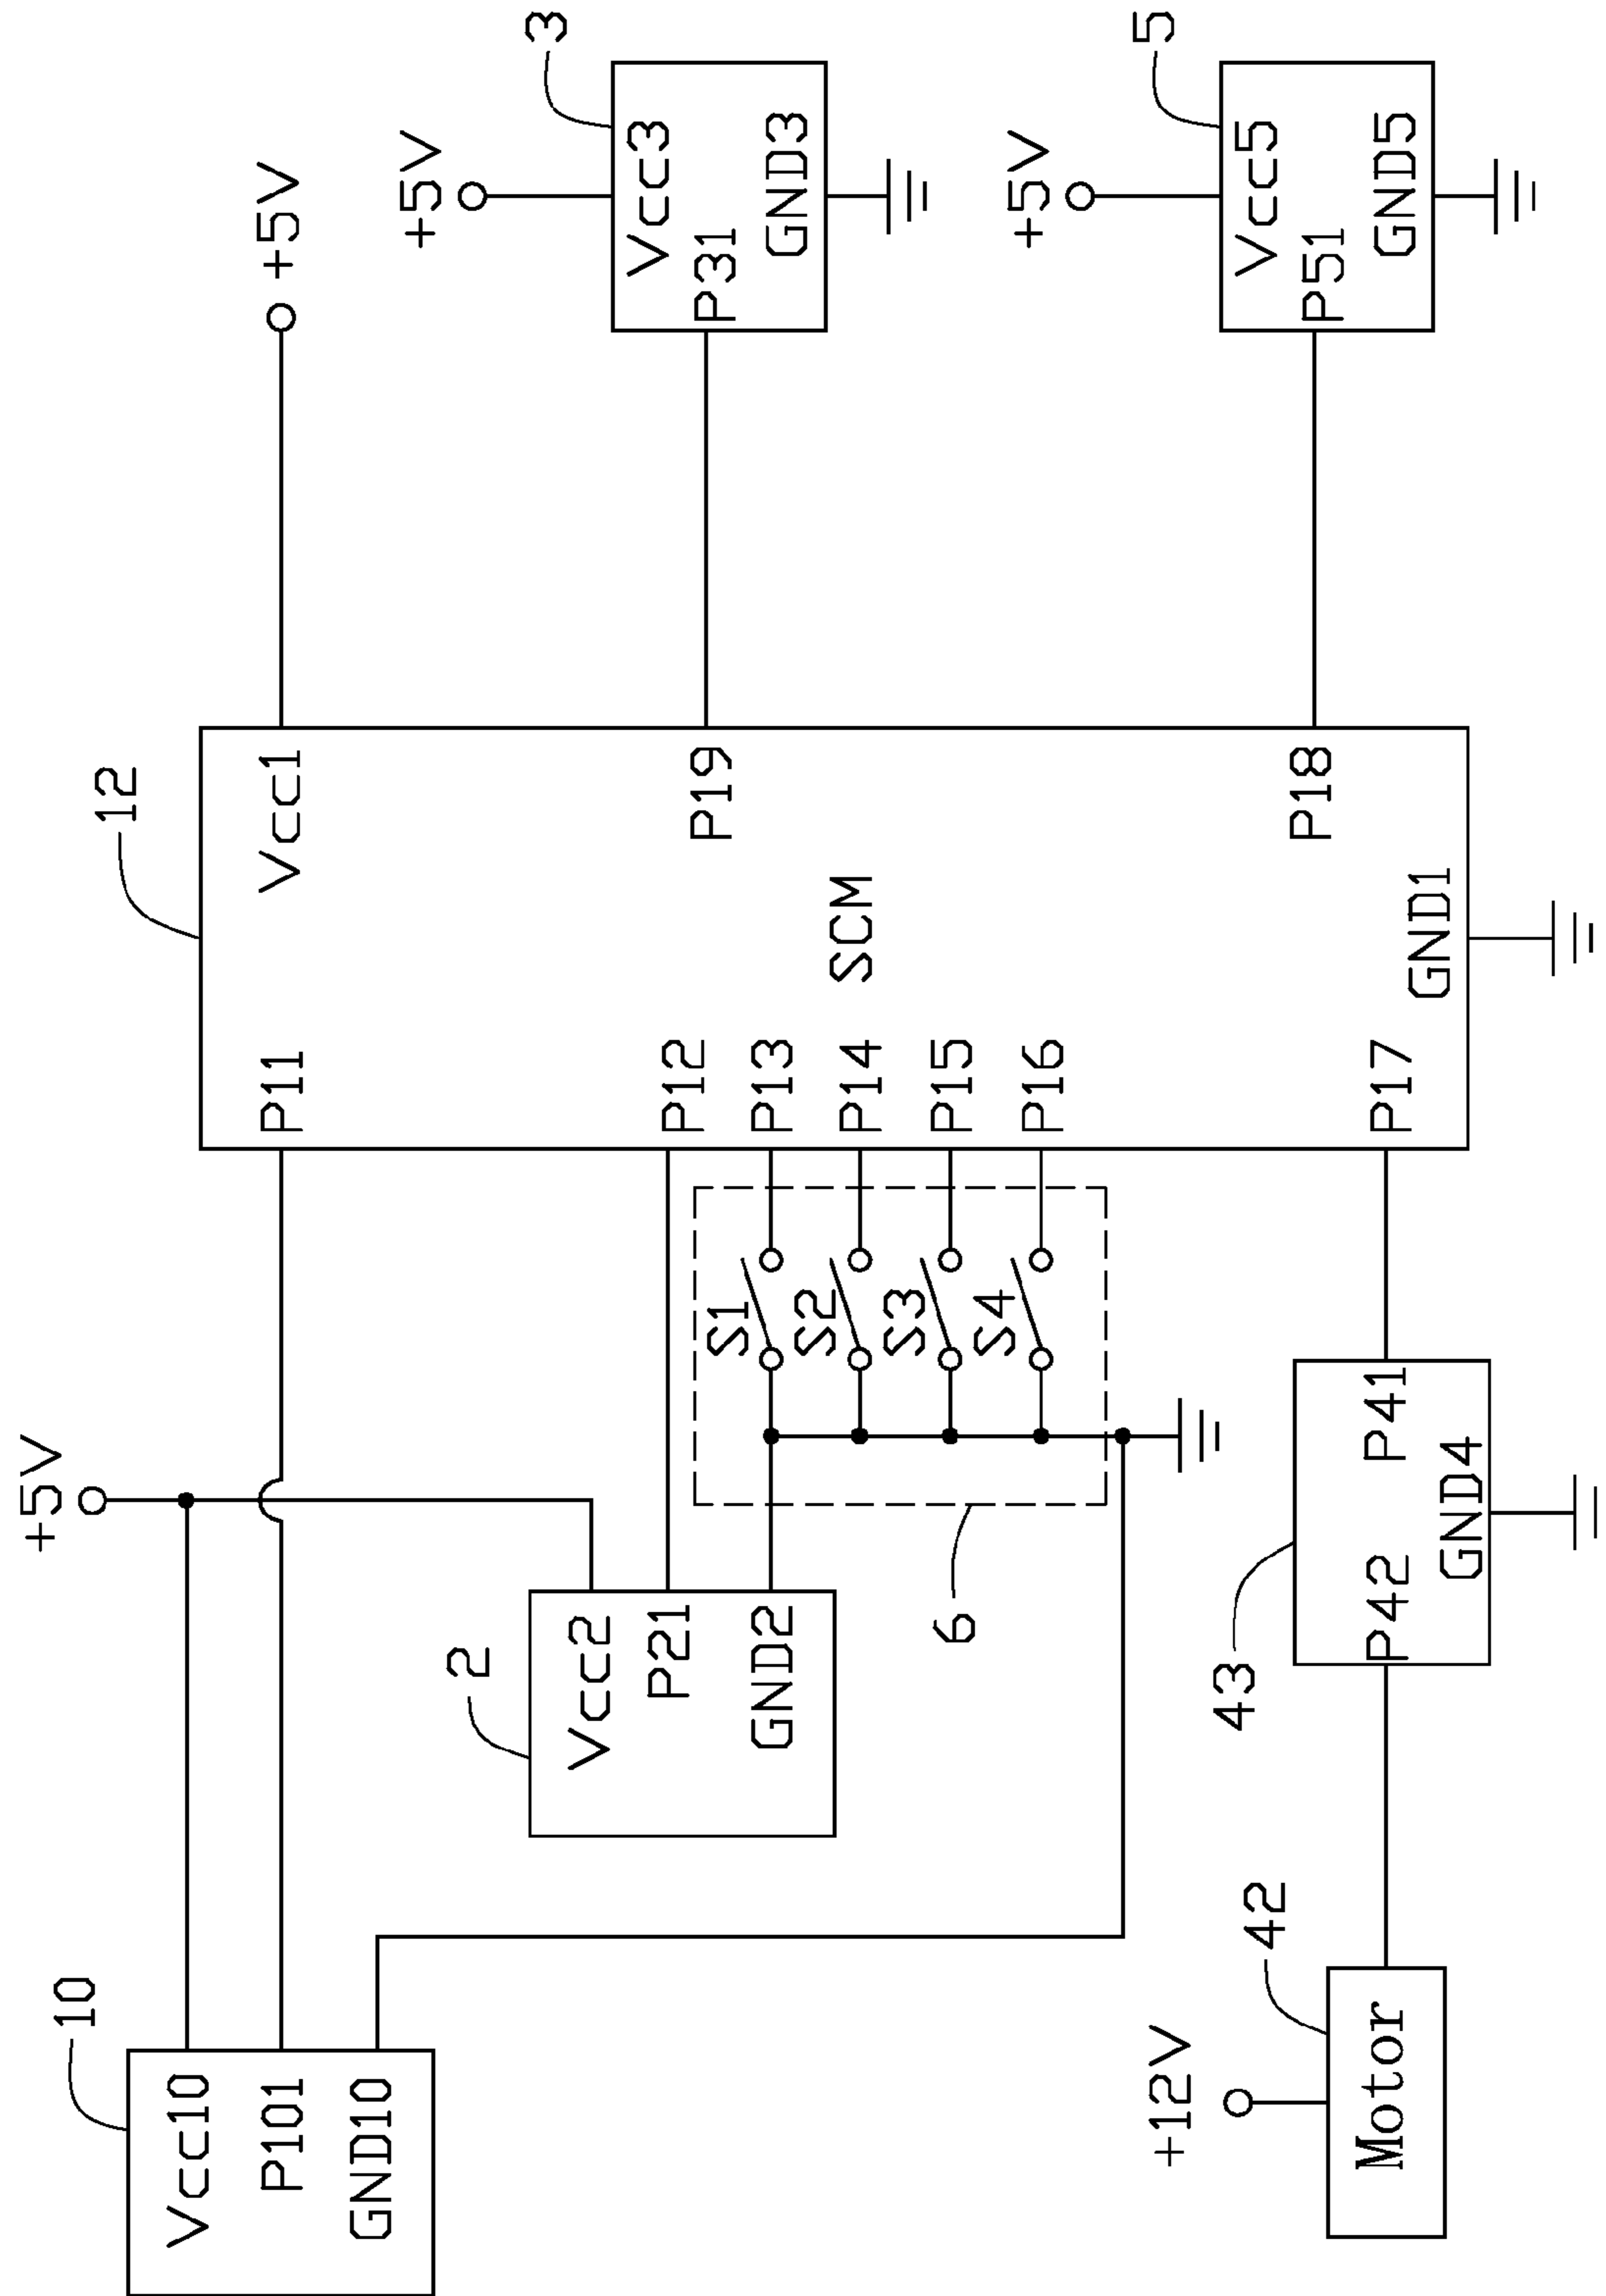 +5V
10
Vcc10
P101
GND10
2
Vcc2
P21
GND2
6
S1
S2
S3
S4
12
P11
P12
P13
P14
P15
P16
P17
SCM
Vcc1
P19
P18
GND1
+5V
+5V
3
Vcc3
P31
GND3
+5V
5
Vcc5
P51
GND5
+12V
42
Motor
43
P42
P41
GND4